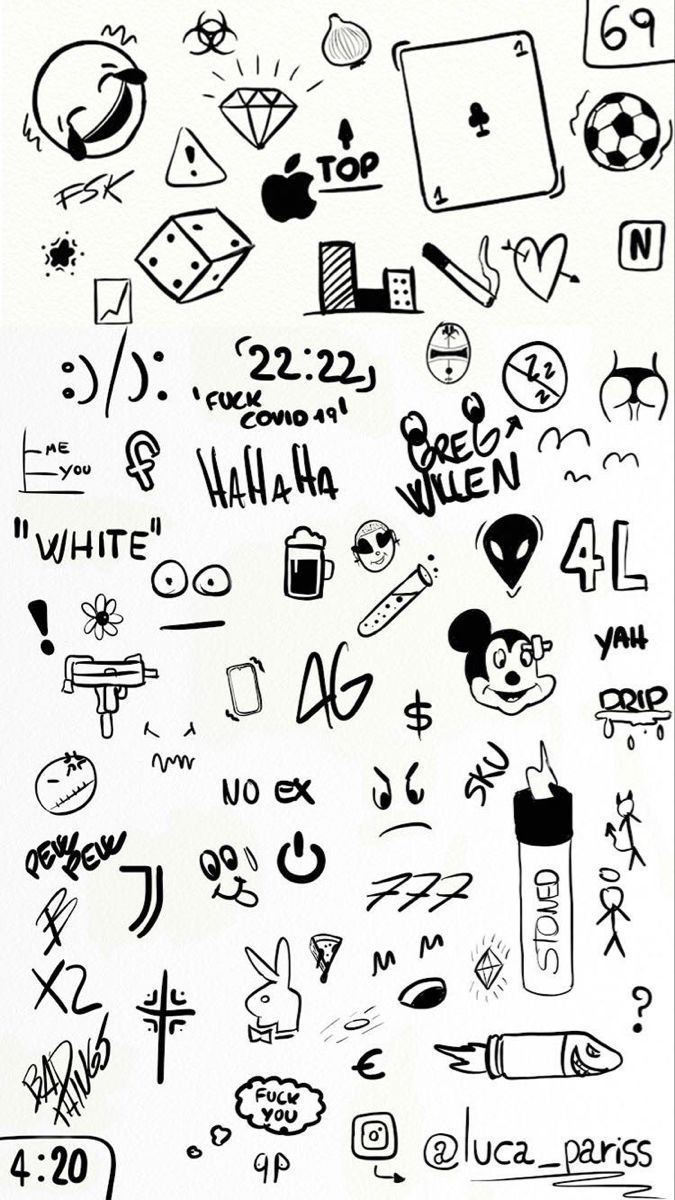 69
1
TOP
FSK
1
N
:)/):
「22:22」
'FUCK
COVID 19'
Z
Z
Z
ME
YOU
HAHAHA
GREG
WILLEN
"WHITE"
4L
!
YAH
AG
$
DRIP
NO EX
SKU
PEW
PEW
777
STONED
B
X2
?
BAD
THINGS
€
FUCK
YOU
@luca_pariss
4:20
9P